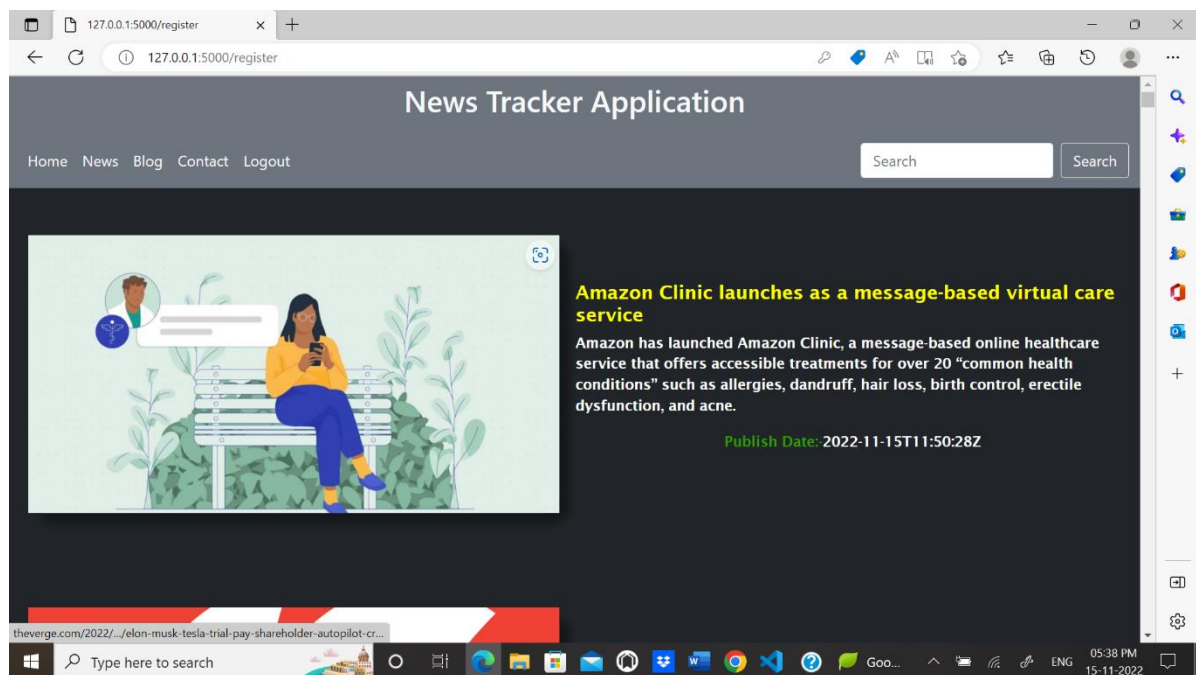 127.0.0.1:5000/register
127.0.0.1:5000/register
News Tracker Application
Home News Blog Contact Logout
Search
Search
Amazon Clinic launches as a message-based virtual care
service
Amazon has launched Amazon Clinic, a message-based online healthcare
service that offers accessible treatments for over 20 “common health
conditions” such as allergies, dandruff, hair loss, birth control, erectile
dysfunction, and acne.
Publish Date:-2022-11-15T11:50:28Z
theverge.com/2022/.../elon-musk-tesla-trial-pay-shareholder-autopilot-cr...
Type here to search
Goo...
ENG
05:38 PM
15-11-2022